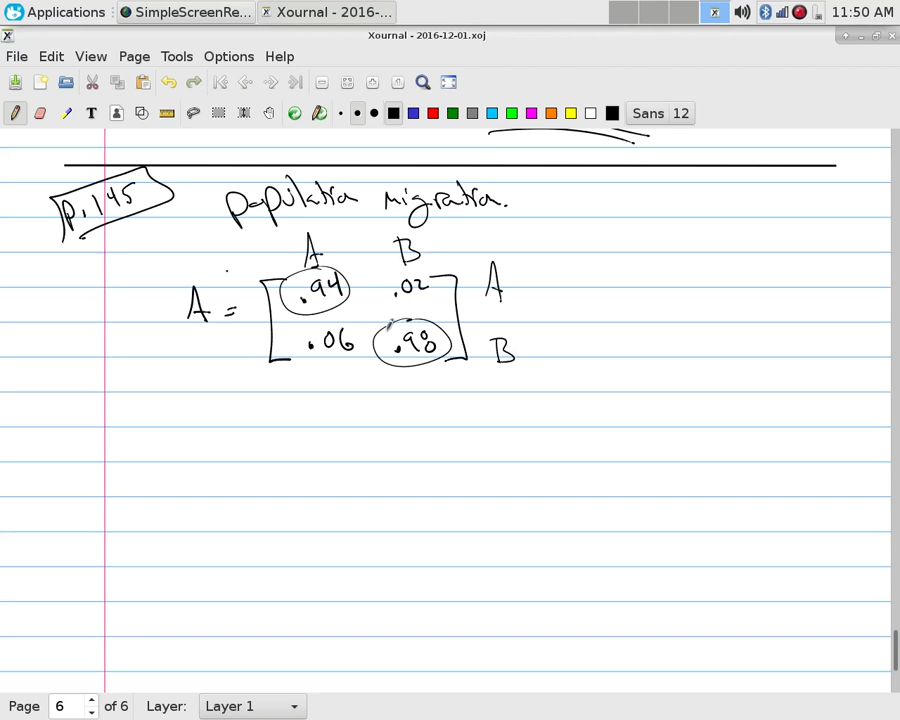 Applications SimpleScreenRe... Xournal - 2016-... 11:50 AM
Xournal - 2016-12-01.xoj
File Edit View Page Tools Options Help
T Sans 12
p. 145 population migration.
A B
A = [ .94 .02 ] A
[ .06 .98 ] B
Page 6 of 6 Layer: Layer 1